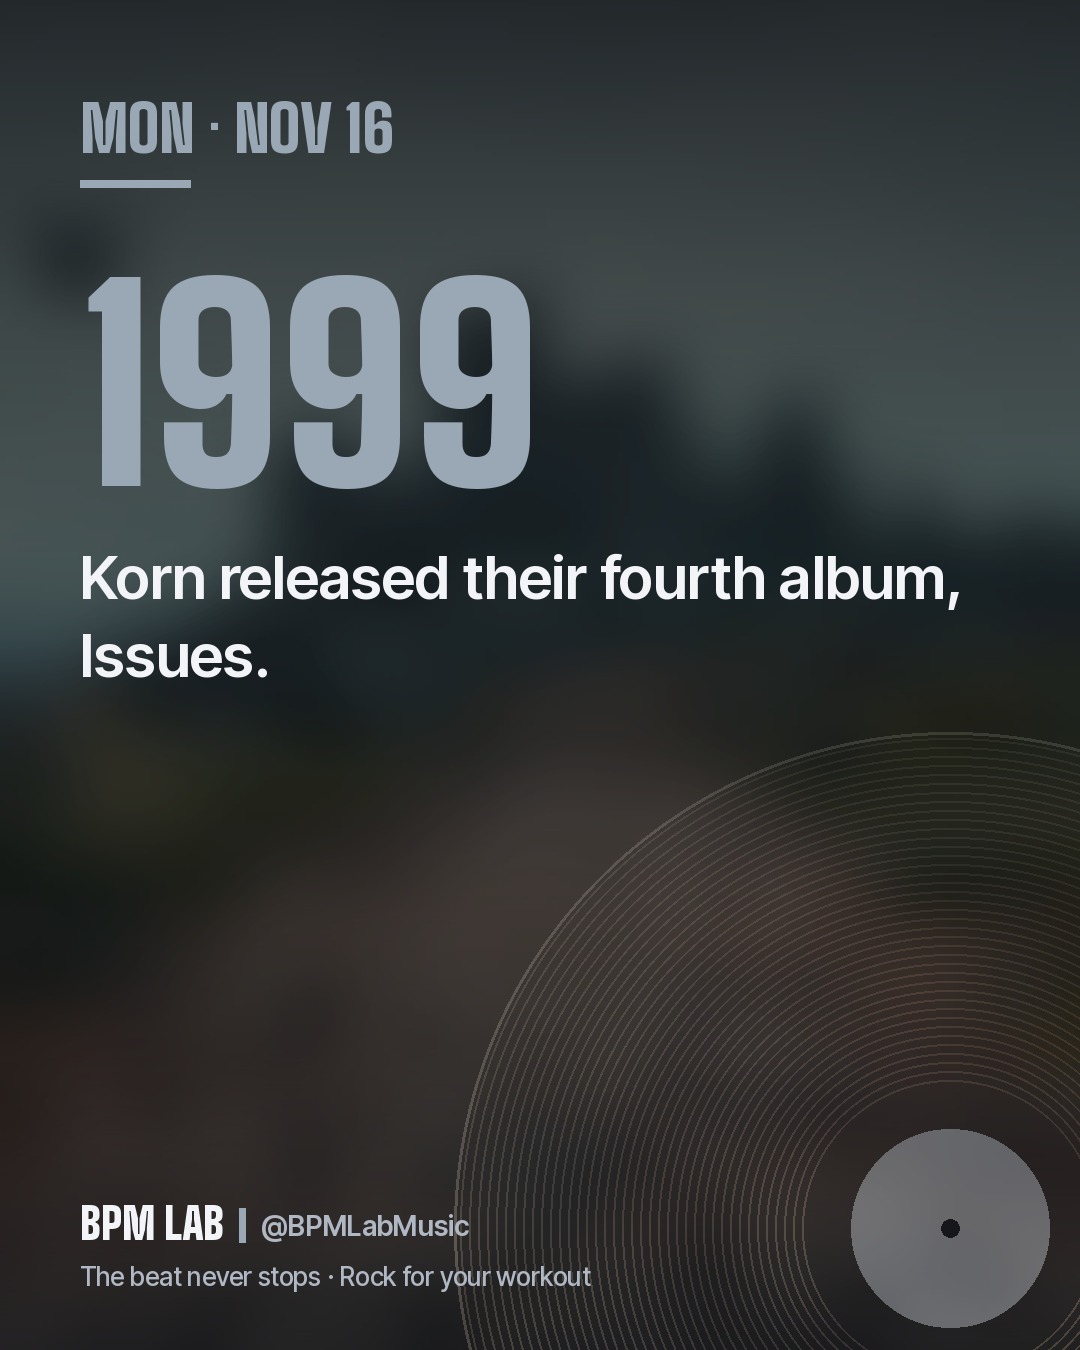 MON · NOV 16
1999
Korn released their fourth album,
Issues.
BPM LAB | @BPMLabMusic
The beat never stops · Rock for your workout